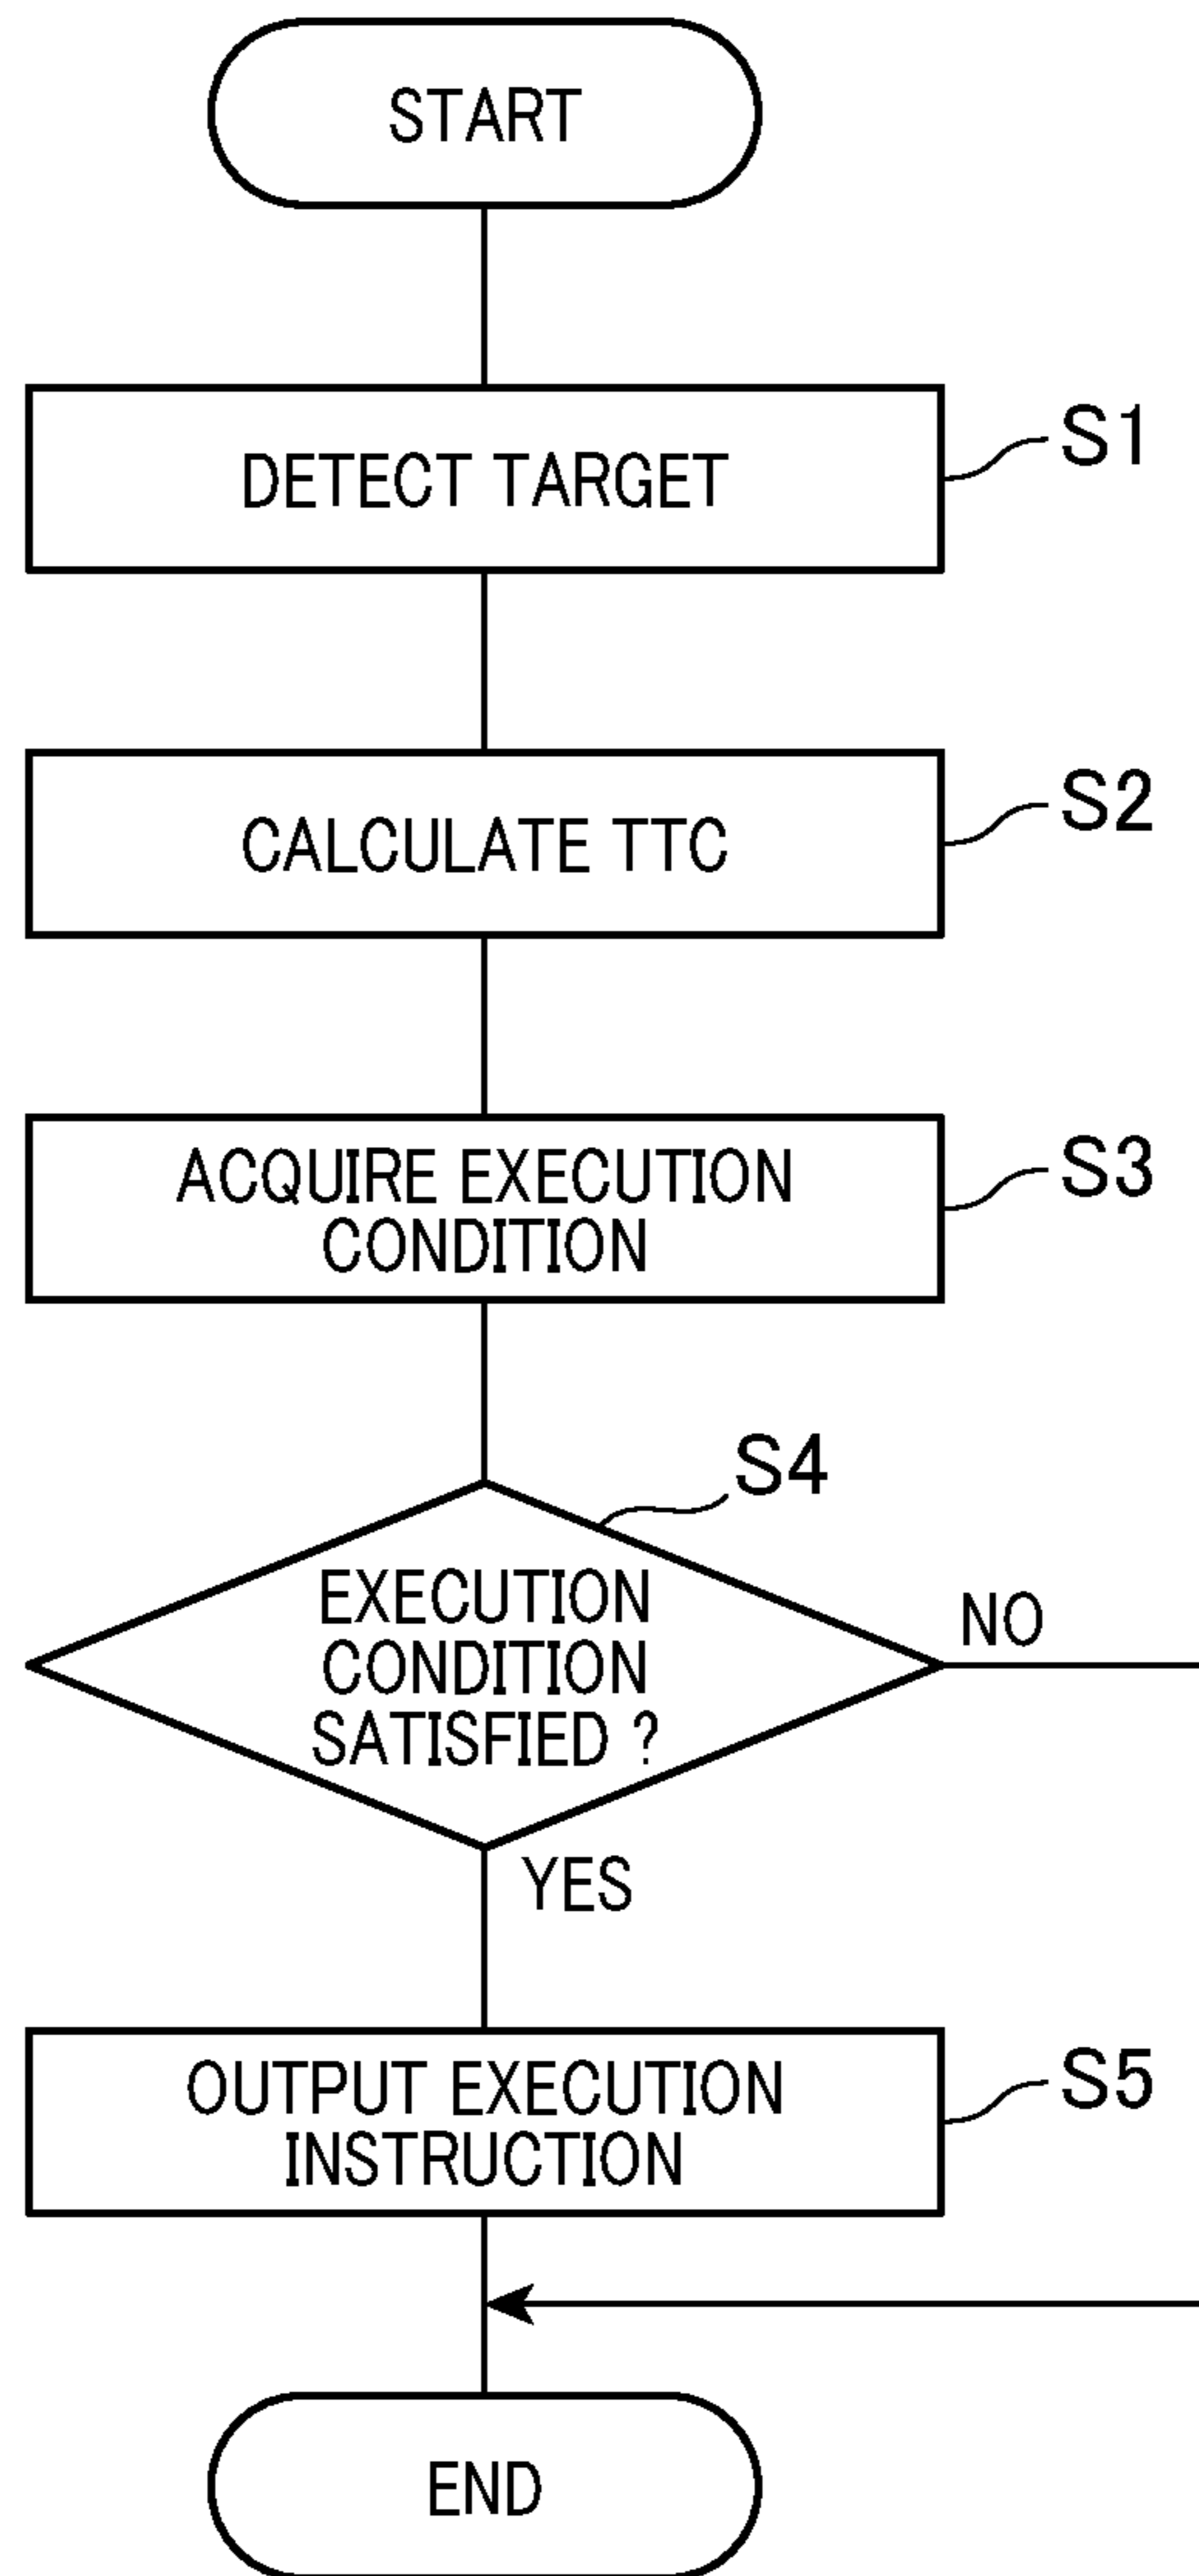 START
DETECT TARGET
S1
CALCULATE TTC
S2
ACQUIRE EXECUTION
CONDITION
S3
S4
EXECUTION
CONDITION
SATISFIED ?
NO
YES
OUTPUT EXECUTION
INSTRUCTION
S5
END